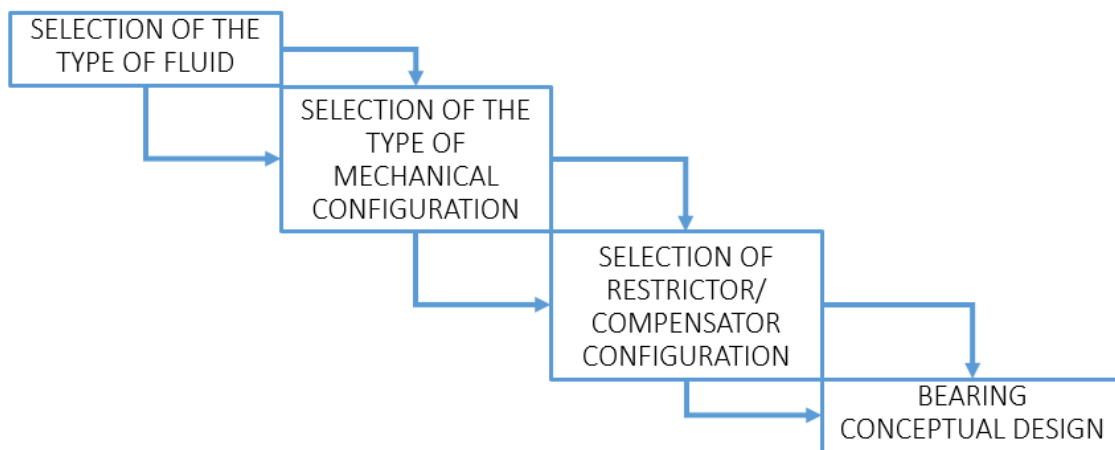 SELECTION OF THE
TYPE OF FLUID
SELECTION OF THE
TYPE OF
MECHANICAL
CONFIGURATION
SELECTION OF
RESTRICTOR/
COMPENSATOR
CONFIGURATION
BEARING
CONCEPTUAL DESIGN